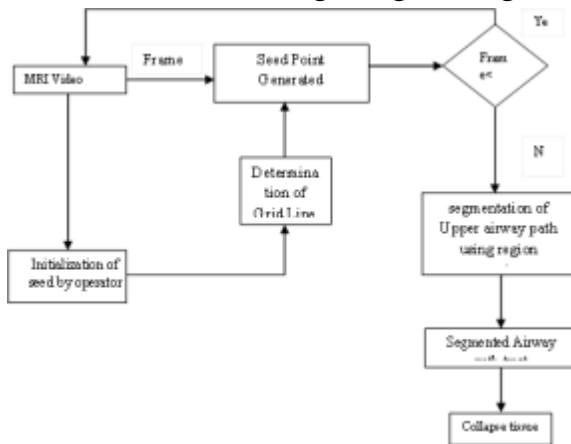 Ye
Frame
Seed Point
Generated
MRI Video
Fram
e<
N
Determina
tion of
Grid Line
segmentation of
Upper airway path
using region
Initialization of
seed by operator
Segmented Airway
Collapse tissue